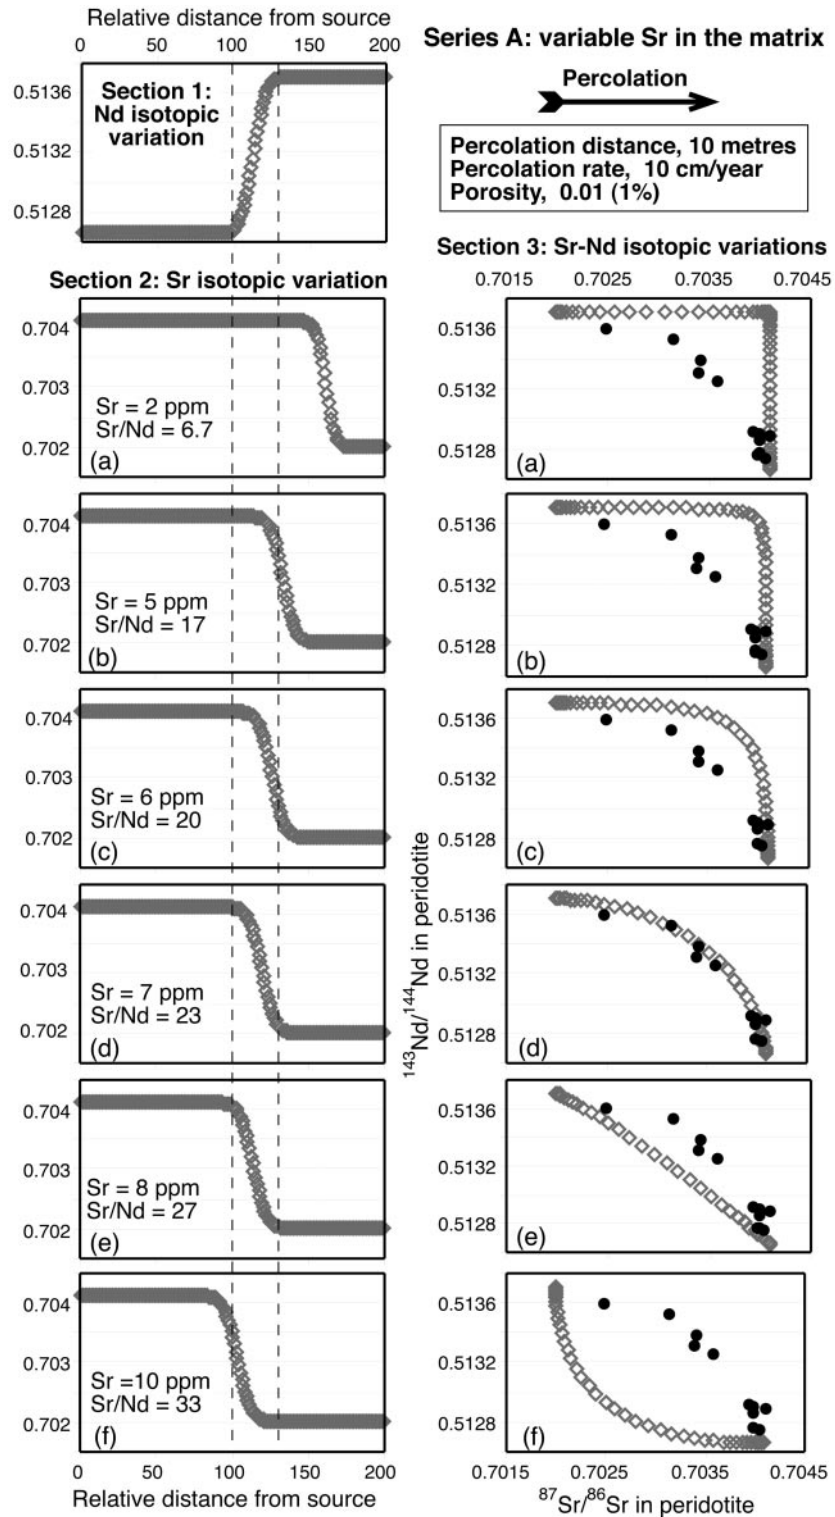 Relative distance from source
0 50 100 150 200
Series A: variable Sr in the matrix
Percolation
Percolation distance, 10 metres
Percolation rate, 10 cm/year
Porosity, 0.01 (1%)
Section 1:
Nd isotopic
variation
0.5136
0.5132
0.5128
Section 2: Sr isotopic variation
0.704
0.703
0.702
Sr = 2 ppm
Sr/Nd = 6.7
(a)
0.704
0.703
0.702
Sr = 5 ppm
Sr/Nd = 17
(b)
0.704
0.703
0.702
Sr = 6 ppm
Sr/Nd = 20
(c)
0.704
0.703
0.702
Sr = 7 ppm
Sr/Nd = 23
(d)
0.704
0.703
0.702
Sr = 8 ppm
Sr/Nd = 27
(e)
0.704
0.703
0.702
Sr =10 ppm
Sr/Nd = 33
(f)
0 50 100 150 200
Relative distance from source
Section 3: Sr-Nd isotopic variations
0.7015 0.7025 0.7035 0.7045
0.5136
0.5132
0.5128
(a)
0.5136
0.5132
0.5128
(b)
0.5136
0.5132
0.5128
(c)
0.5136
0.5132
0.5128
(d)
0.5136
0.5132
0.5128
(e)
0.5136
0.5132
0.5128
(f)
143Nd/144Nd in peridotite
0.7015 0.7025 0.7035 0.7045
87Sr/86Sr in peridotite